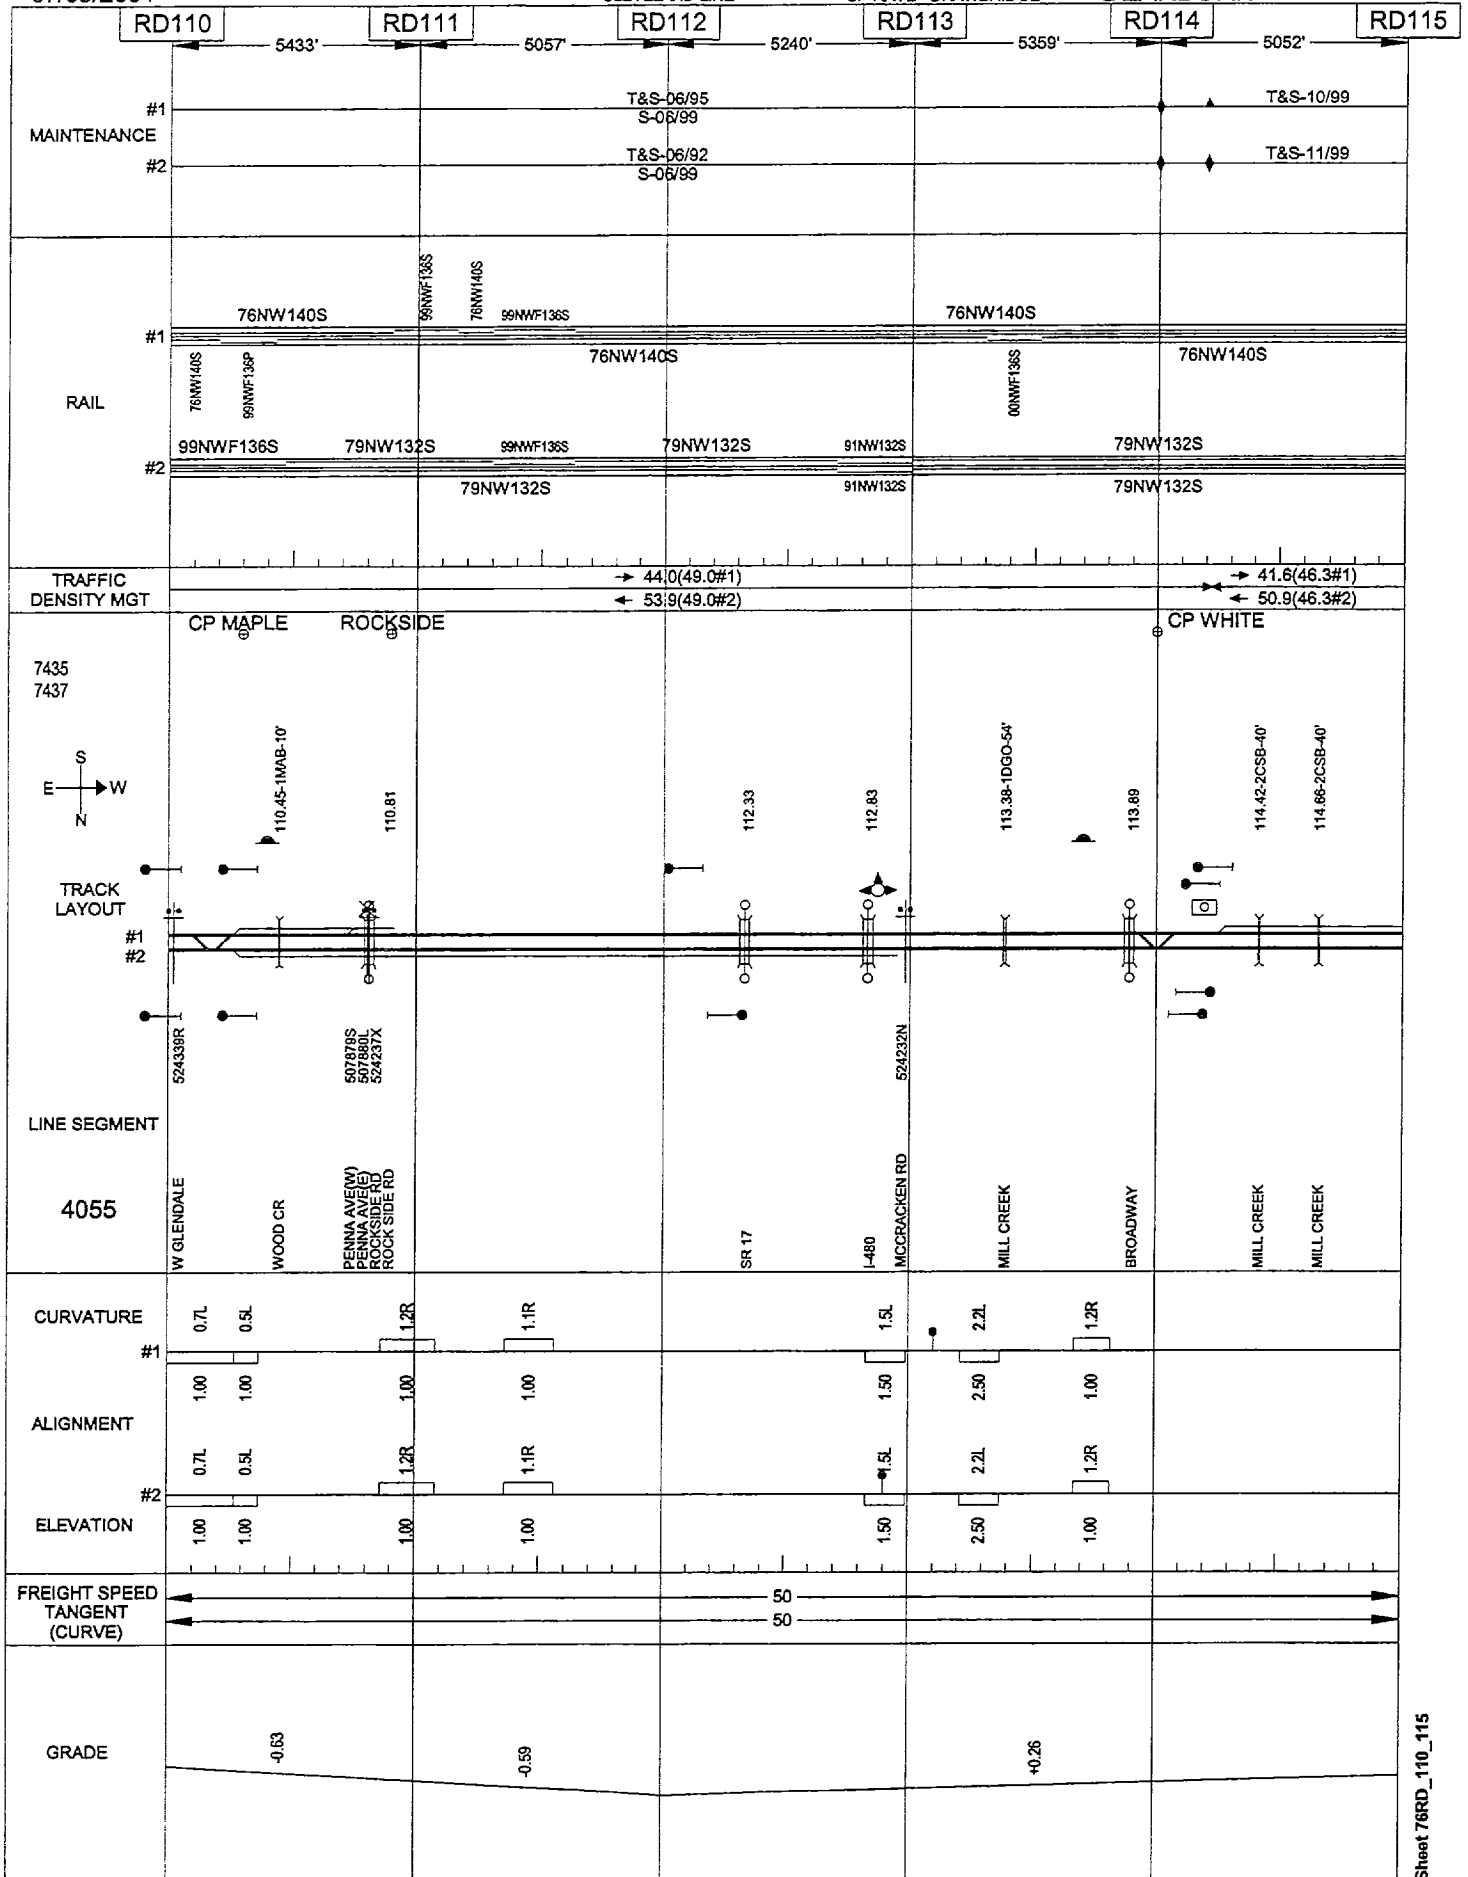 RD110 RD111 RD112 RD113 RD114 RD115
5433' 5057' 5240' 5359' 5052'
MAINTENANCE
#1 T&S-06/95 T&S-10/99
S-06/99
#2 T&S-06/92 T&S-11/99
S-06/99
RAIL
99NWF136S 76NW140S
76NW140S 99NWF136S 76NW140S
#1
76NW140S 76NW140S
76NW140S 99NWF136P 00NWF136S
99NWF136S 79NW132S 99NWF136S 79NW132S 91NW132S 79NW132S
#2
79NW132S 91NW132S 79NW132S
TRAFFIC
DENSITY MGT
44.0(49.0#1) 41.6(46.3#1)
53.9(49.0#2) 50.9(46.3#2)
CP MAPLE ROCKSIDE CP WHITE
7435
7437
S
E W
N
110.45-1MAB-10' 110.81 112.33 112.83 113.38-1DGO-54' 113.89 114.42-2CSB-40' 114.66-2CSB-40'
TRACK
LAYOUT
#1
#2
524339R 507879S 507880L 524237X 524232N
LINE SEGMENT
4055
W GLENDALE
WOOD CR
PENNA AVE(W)
PENNA AVE(E)
ROCKSIDE RD
ROCK SIDE RD
SR 17
I-480
MCCRACKEN RD
MILL CREEK
BROADWAY
MILL CREEK
MILL CREEK
CURVATURE
0.7L 0.5L 1.2R 1.1R 1.5L 2.2L 1.2R
#1
1.00 1.00 1.00 1.00 1.50 2.50 1.00
ALIGNMENT
0.7L 0.5L 1.2R 1.1R 1.5L 2.2L 1.2R
#2
ELEVATION
1.00 1.00 1.00 1.00 1.50 2.50 1.00
FREIGHT SPEED
TANGENT
(CURVE)
50
50
GRADE
-0.63 -0.59 +0.26
Sheet 76RD_110_115